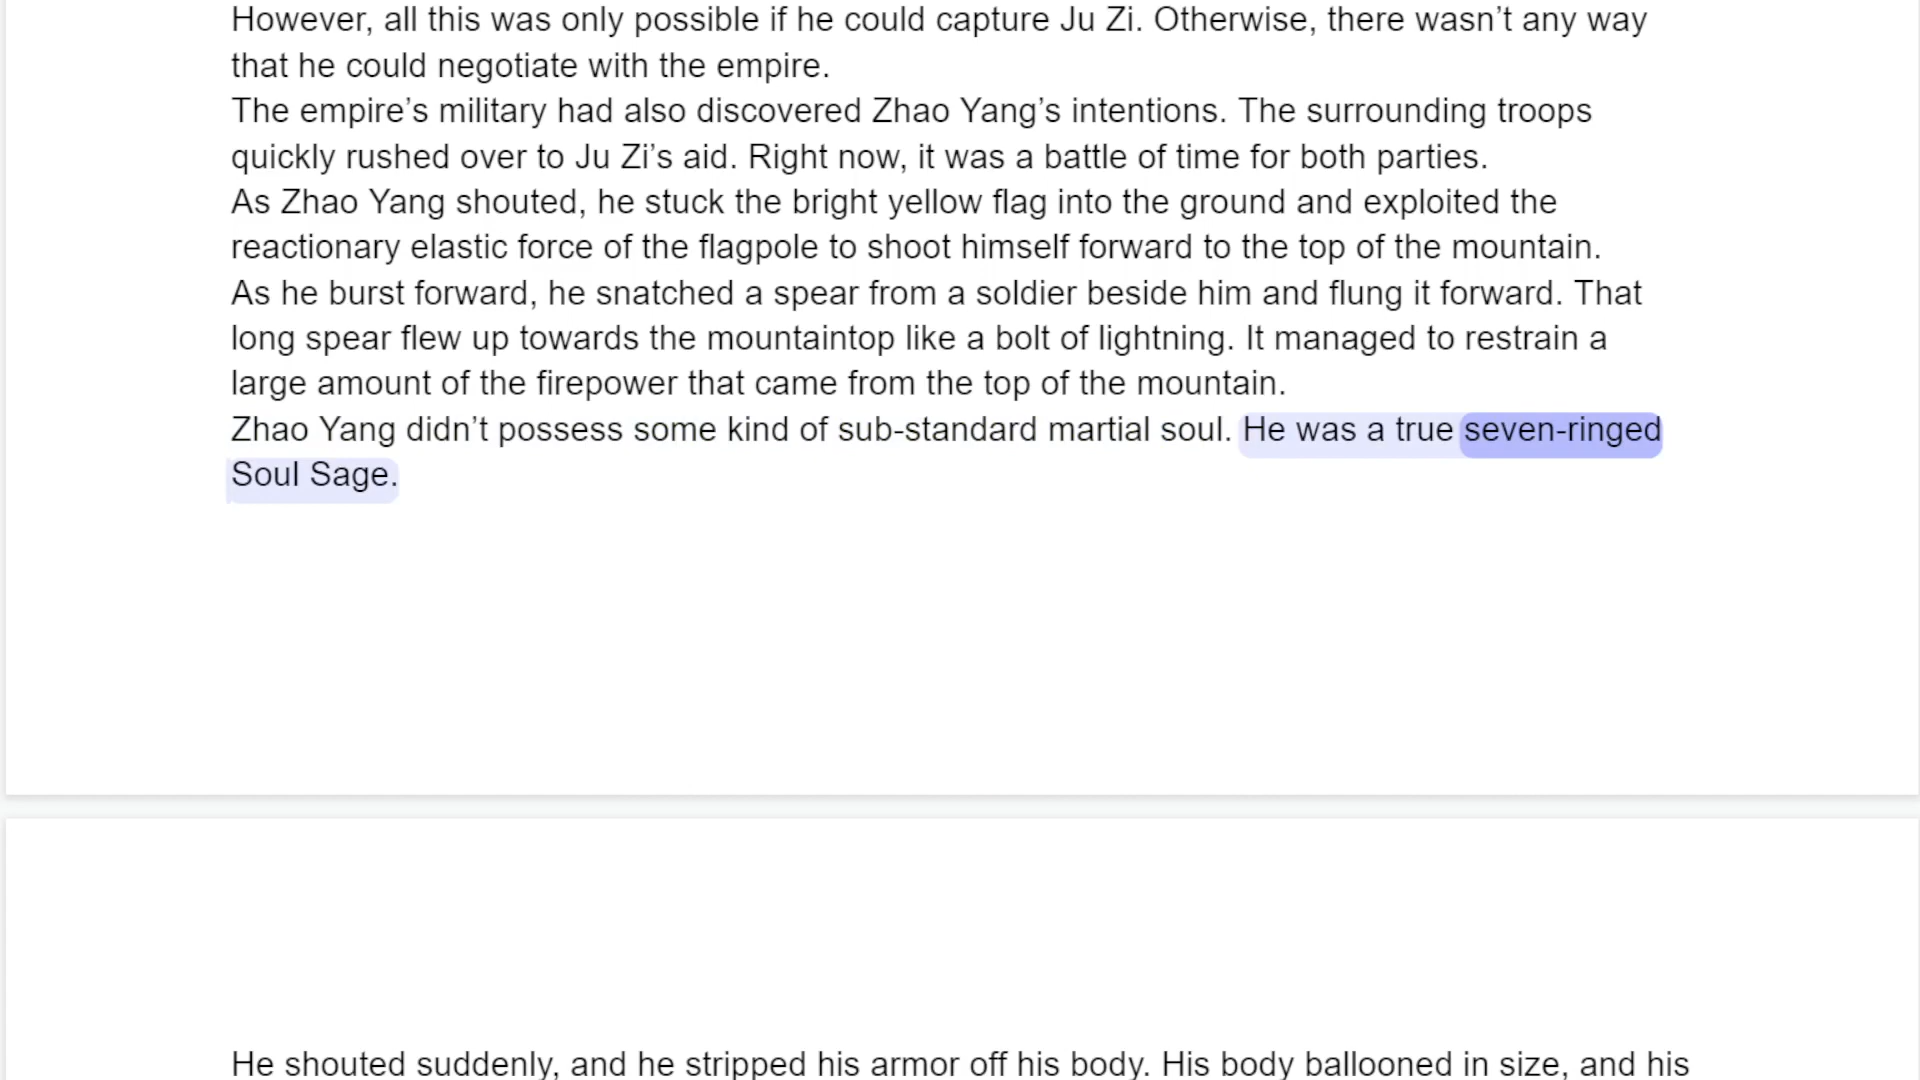 However, all this was only possible if he could capture Ju Zi. Otherwise, there wasn’t any way
that he could negotiate with the empire.
The empire’s military had also discovered Zhao Yang’s intentions. The surrounding troops
quickly rushed over to Ju Zi’s aid. Right now, it was a battle of time for both parties.
As Zhao Yang shouted, he stuck the bright yellow flag into the ground and exploited the
reactionary elastic force of the flagpole to shoot himself forward to the top of the mountain.
As he burst forward, he snatched a spear from a soldier beside him and flung it forward. That
long spear flew up towards the mountaintop like a bolt of lightning. It managed to restrain a
large amount of the firepower that came from the top of the mountain.
Zhao Yang didn’t possess some kind of sub-standard martial soul. He was a true seven-ringed
Soul Sage.
He shouted suddenly, and he stripped his armor off his body. His body ballooned in size, and his